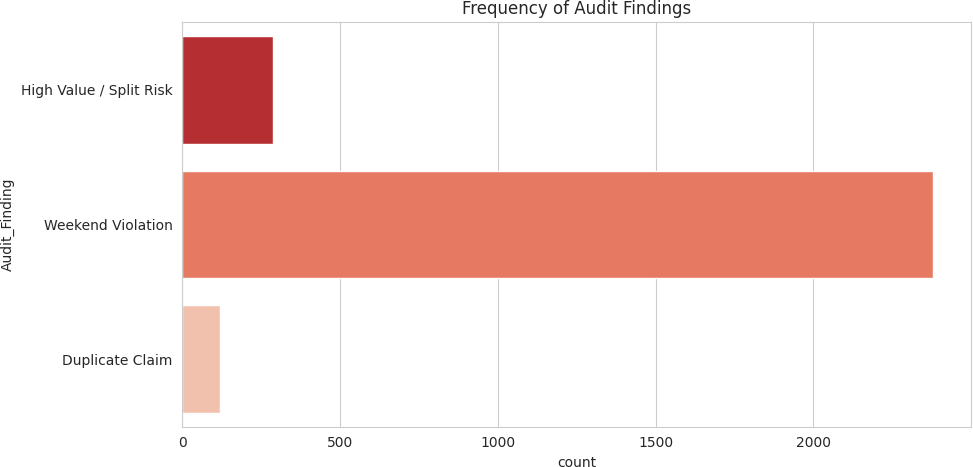 Frequency of Audit Findings
Audit_Finding
High Value / Split Risk
Weekend Violation
Duplicate Claim
0 500 1000 1500 2000
count